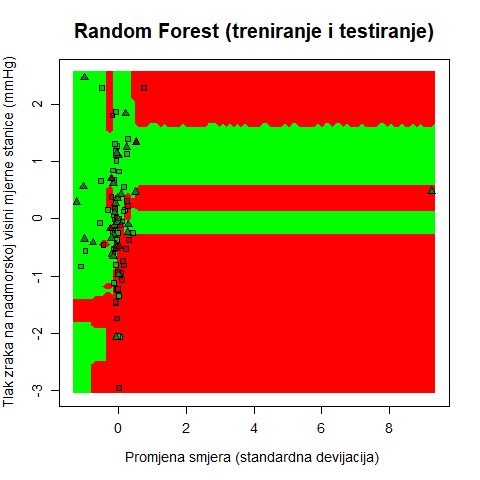 Random Forest (treniranje i testiranje)
Tlak zraka na nadmorskoj visini mjerne stanice (mmHg)
2
1
0
-1
-2
-3
0 2 4 6 8
Promjena smjera (standardna devijacija)